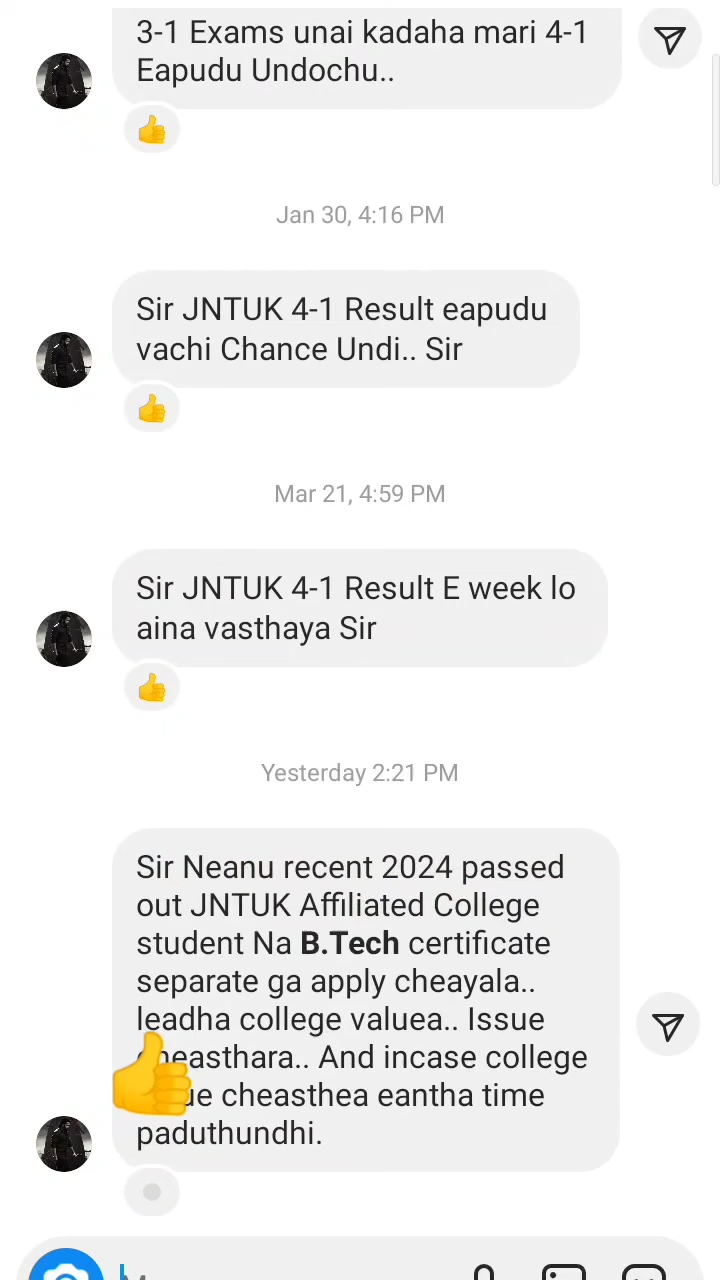 3-1 Exams unai kadaha mari 4-1
Eapudu Undochu..
Jan 30, 4:16 PM
Sir JNTUK 4-1 Result eapudu
vachi Chance Undi.. Sir
Mar 21, 4:59 PM
Sir JNTUK 4-1 Result E week lo
aina vasthaya Sir
Yesterday 2:21 PM
Sir Neanu recent 2024 passed
out JNTUK Affiliated College
student Na B.Tech certificate
separate ga apply cheayala..
leadha college valuea.. Issue
And incase college
cheasthea eantha time
paduthundhi.